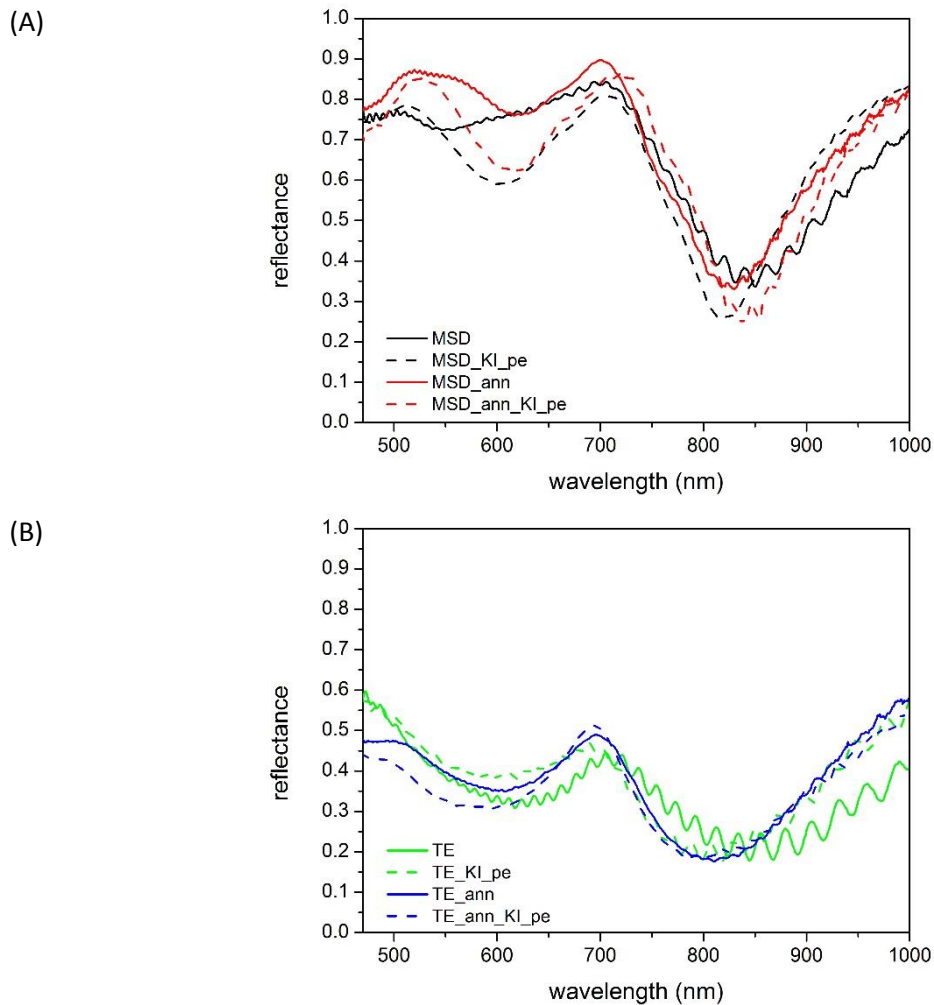 (A)
1.0
0.9
0.8
0.7
0.6
0.5
0.4
0.3
0.2
0.1
0.0
reflectance
MSD
MSD_KI_pe
MSD_ann
MSD_ann_KI_pe
500 600 700 800 900 1000
wavelength (nm)
(B)
1.0
0.9
0.8
0.7
0.6
0.5
0.4
0.3
0.2
0.1
0.0
reflectance
TE
TE_KI_pe
TE_ann
TE_ann_KI_pe
500 600 700 800 900 1000
wavelength (nm)